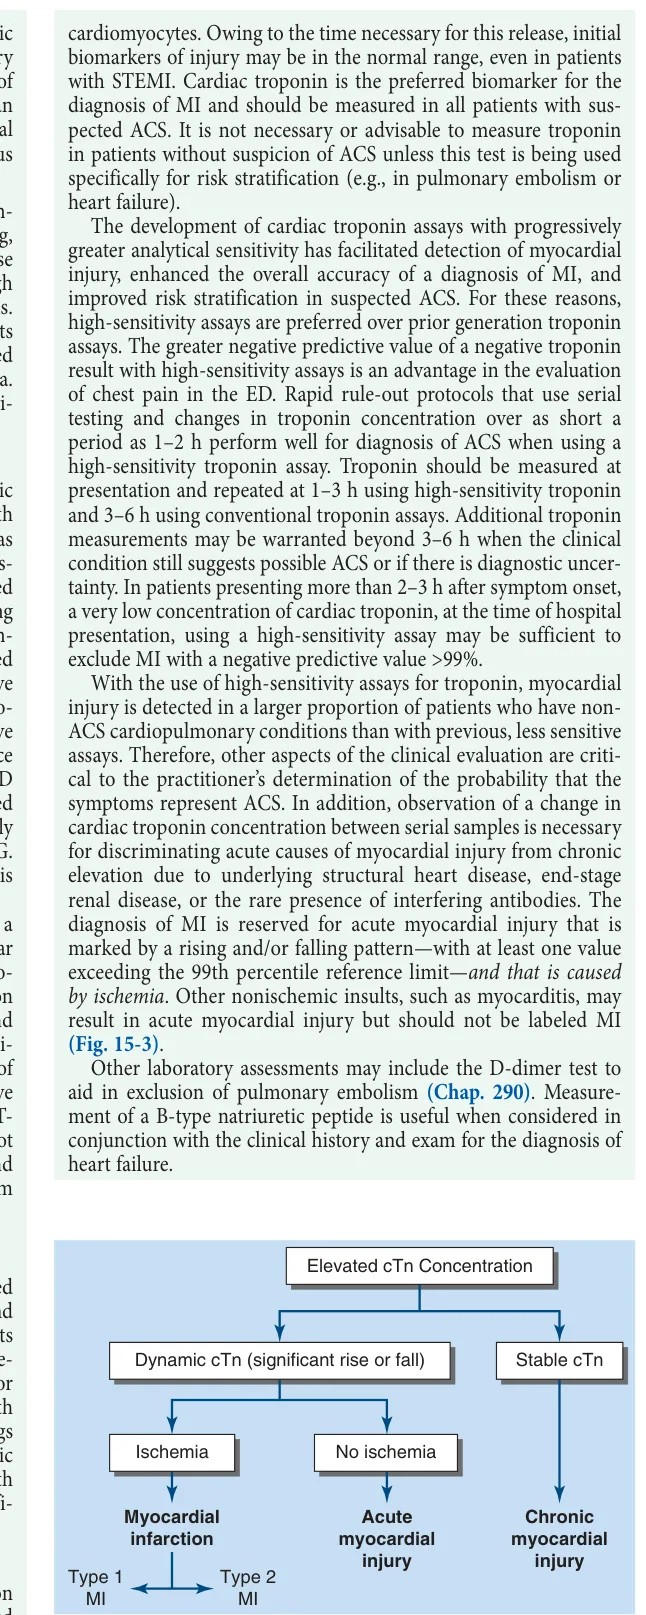 cardiomyocytes. Owing to the time necessary for this release, initial
biomarkers of injury may be in the normal range, even in patients
with STEMI. Cardiac troponin is the preferred biomarker for the
diagnosis of MI and should be measured in all patients with sus-
pected ACS. It is not necessary or advisable to measure troponin
in patients without suspicion of ACS unless this test is being used
specifically for risk stratification (e.g., in pulmonary embolism or
heart failure).
The development of cardiac troponin assays with progressively
greater analytical sensitivity has facilitated detection of myocardial
injury, enhanced the overall accuracy of a diagnosis of MI, and
improved risk stratification in suspected ACS. For these reasons,
high-sensitivity assays are preferred over prior generation troponin
assays. The greater negative predictive value of a negative troponin
result with high-sensitivity assays is an advantage in the evaluation
of chest pain in the ED. Rapid rule-out protocols that use serial
testing and changes in troponin concentration over as short a
period as 1–2 h perform well for diagnosis of ACS when using a
high-sensitivity troponin assay. Troponin should be measured at
presentation and repeated at 1–3 h using high-sensitivity troponin
and 3–6 h using conventional troponin assays. Additional troponin
measurements may be warranted beyond 3–6 h when the clinical
condition still suggests possible ACS or if there is diagnostic uncer-
tainty. In patients presenting more than 2–3 h after symptom onset,
a very low concentration of cardiac troponin, at the time of hospital
presentation, using a high-sensitivity assay may be sufficient to
exclude MI with a negative predictive value >99%.
With the use of high-sensitivity assays for troponin, myocardial
injury is detected in a larger proportion of patients who have non-
ACS cardiopulmonary conditions than with previous, less sensitive
assays. Therefore, other aspects of the clinical evaluation are criti-
cal to the practitioner's determination of the probability that the
symptoms represent ACS. In addition, observation of a change in
cardiac troponin concentration between serial samples is necessary
for discriminating acute causes of myocardial injury from chronic
elevation due to underlying structural heart disease, end-stage
renal disease, or the rare presence of interfering antibodies. The
diagnosis of MI is reserved for acute myocardial injury that is
marked by a rising and/or falling pattern—with at least one value
exceeding the 99th percentile reference limit—and that is caused
by ischemia. Other nonischemic insults, such as myocarditis, may
result in acute myocardial injury but should not be labeled MI
(Fig. 15-3).
Other laboratory assessments may include the D-dimer test to
aid in exclusion of pulmonary embolism (Chap. 290). Measure-
ment of a B-type natriuretic peptide is useful when considered in
conjunction with the clinical history and exam for the diagnosis of
heart failure.
Elevated cTn Concentration
Dynamic cTn (significant rise or fall)
Stable cTn
Ischemia
No ischemia
Myocardial
infarction
Acute
myocardial
injury
Chronic
myocardial
injury
Type 1
MI
Type 2
MI